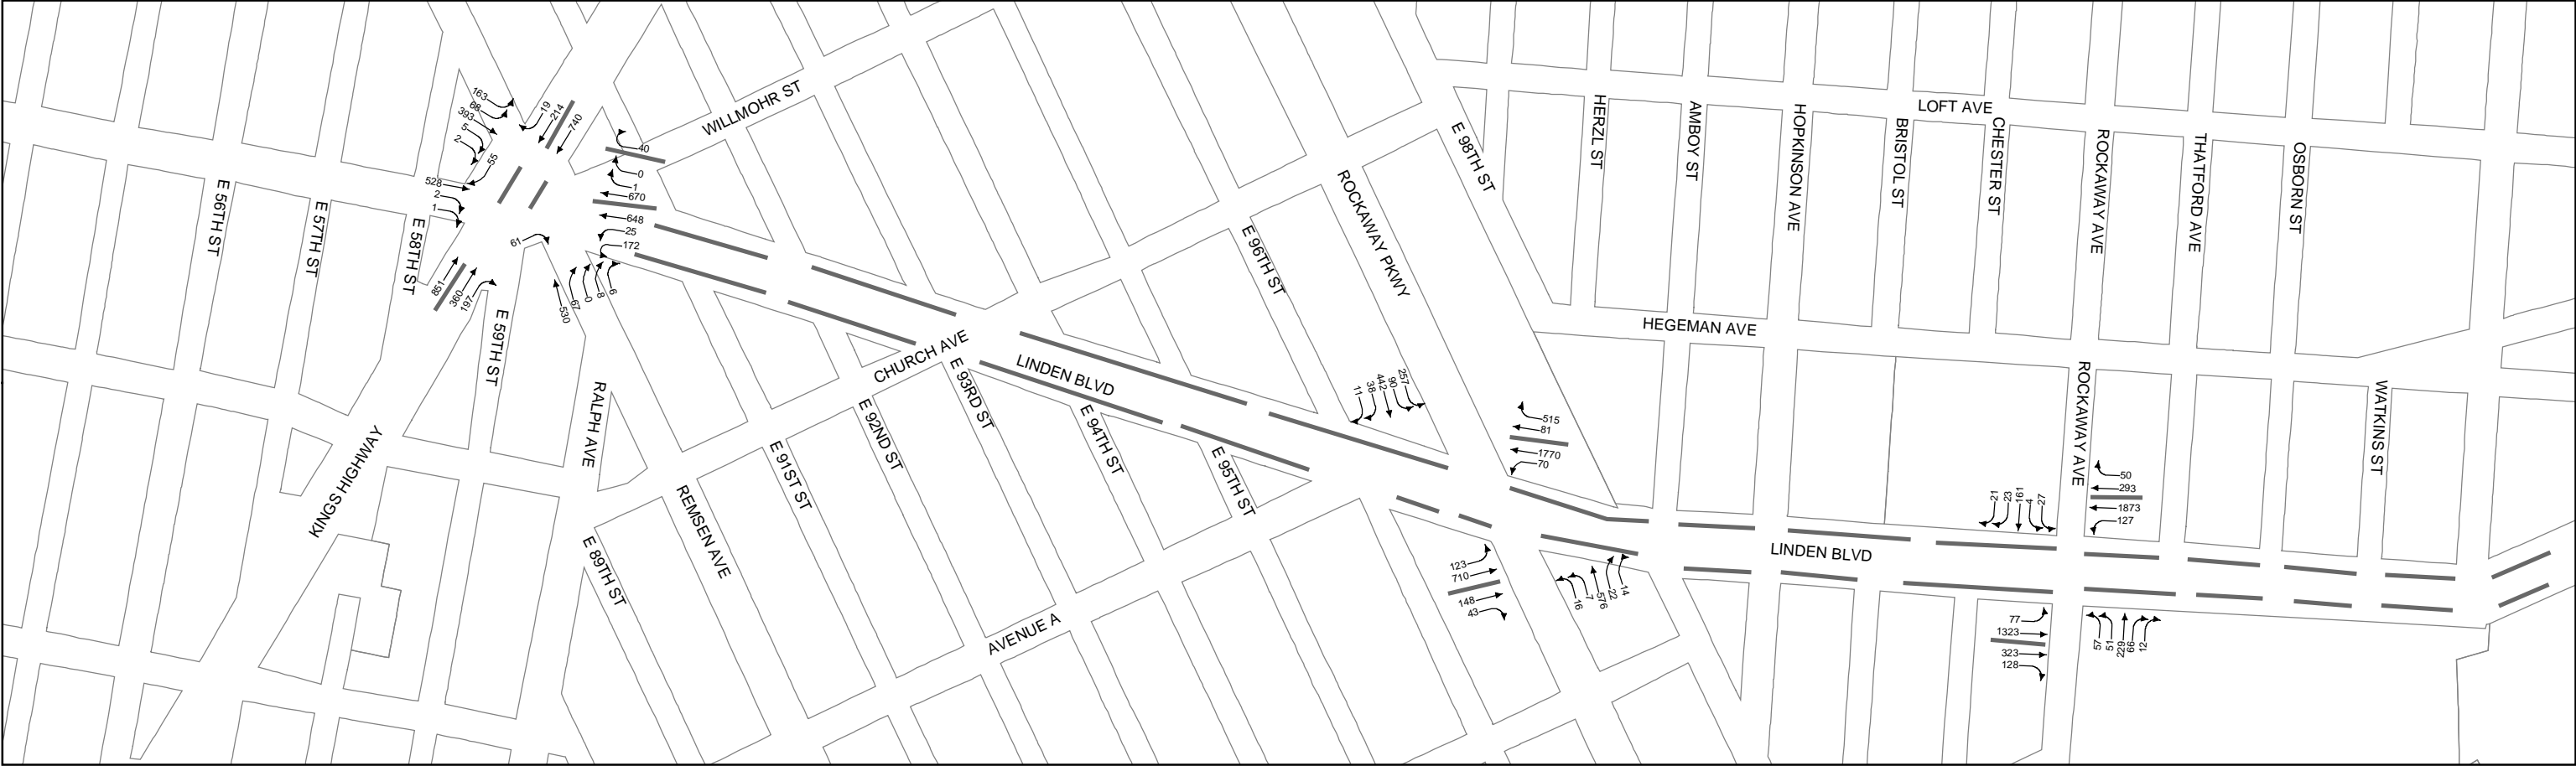 WILLMOHR ST
LOFT AVE
E 98TH ST
HERZL ST
AMBOY ST
HOPKINSON AVE
BRISTOL ST
CHESTER ST
ROCKAWAY AVE
THATFORD AVE
OSBORN ST
ROCKAWAY PKWY
E 96TH ST
E 56TH ST
E 57TH ST
E 58TH ST
E 59TH ST
163
68
393
5
2
55
19
214
740
40
0
1
670
648
25
172
528
2
1
61
851
360
197
530
67
0
8
6
HEGEMAN AVE
CHURCH AVE
LINDEN BLVD
E 93RD ST
E 92ND ST
E 94TH ST
E 95TH ST
E 91ST ST
REMSEN AVE
RALPH AVE
E 89TH ST
KINGS HIGHWAY
AVENUE A
11
38
442
90
257
515
81
1770
70
123
710
148
43
16
7
576
22
14
LINDEN BLVD
ROCKAWAY AVE
WATKINS ST
21
23
161
4
27
50
293
1873
127
77
1323
323
128
57
51
229
66
12